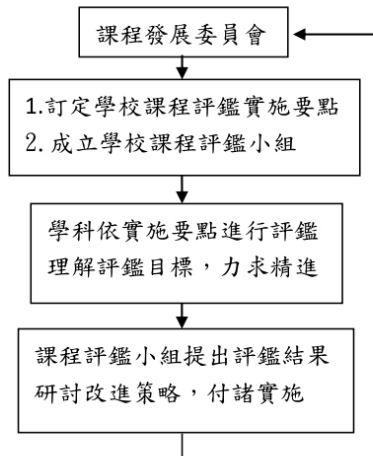 課程發展委員會
1.訂定學校課程評鑑實施要點
2.成立學校課程評鑑小組
學科依實施要點進行評鑑
理解評鑑目標，力求精進
課程評鑑小組提出評鑑結果
研討改進策略，付諸實施